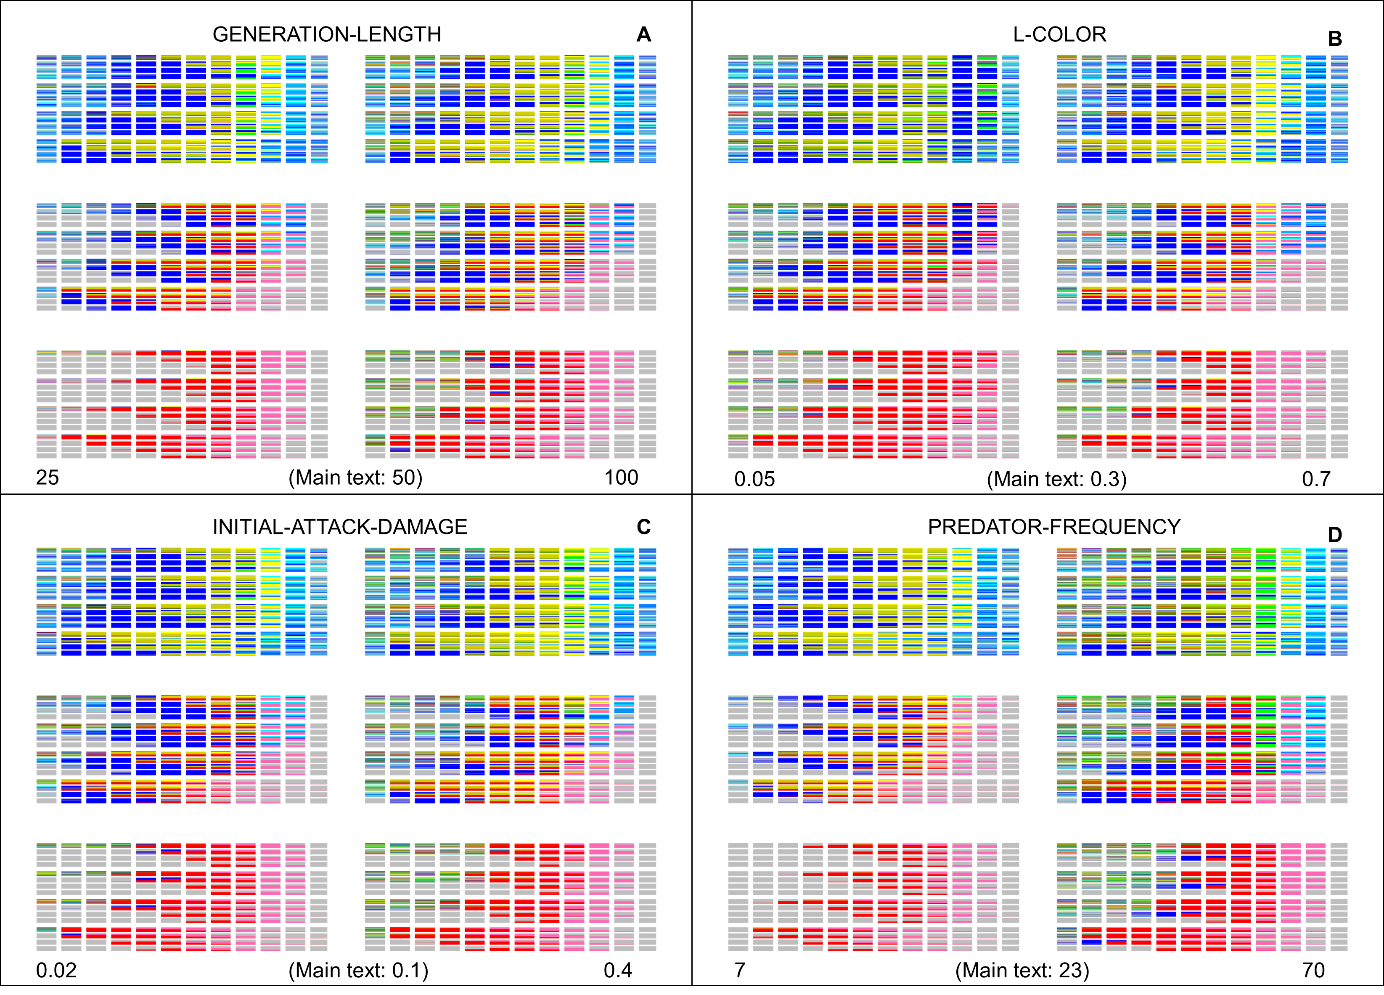 GENERATION-LENGTH A
25 (Main text: 50) 100
L-COLOR B
0.05 (Main text: 0.3) 0.7
INITIAL-ATTACK-DAMAGE C
0.02 (Main text: 0.1) 0.4
PREDATOR-FREQUENCY D
7 (Main text: 23) 70